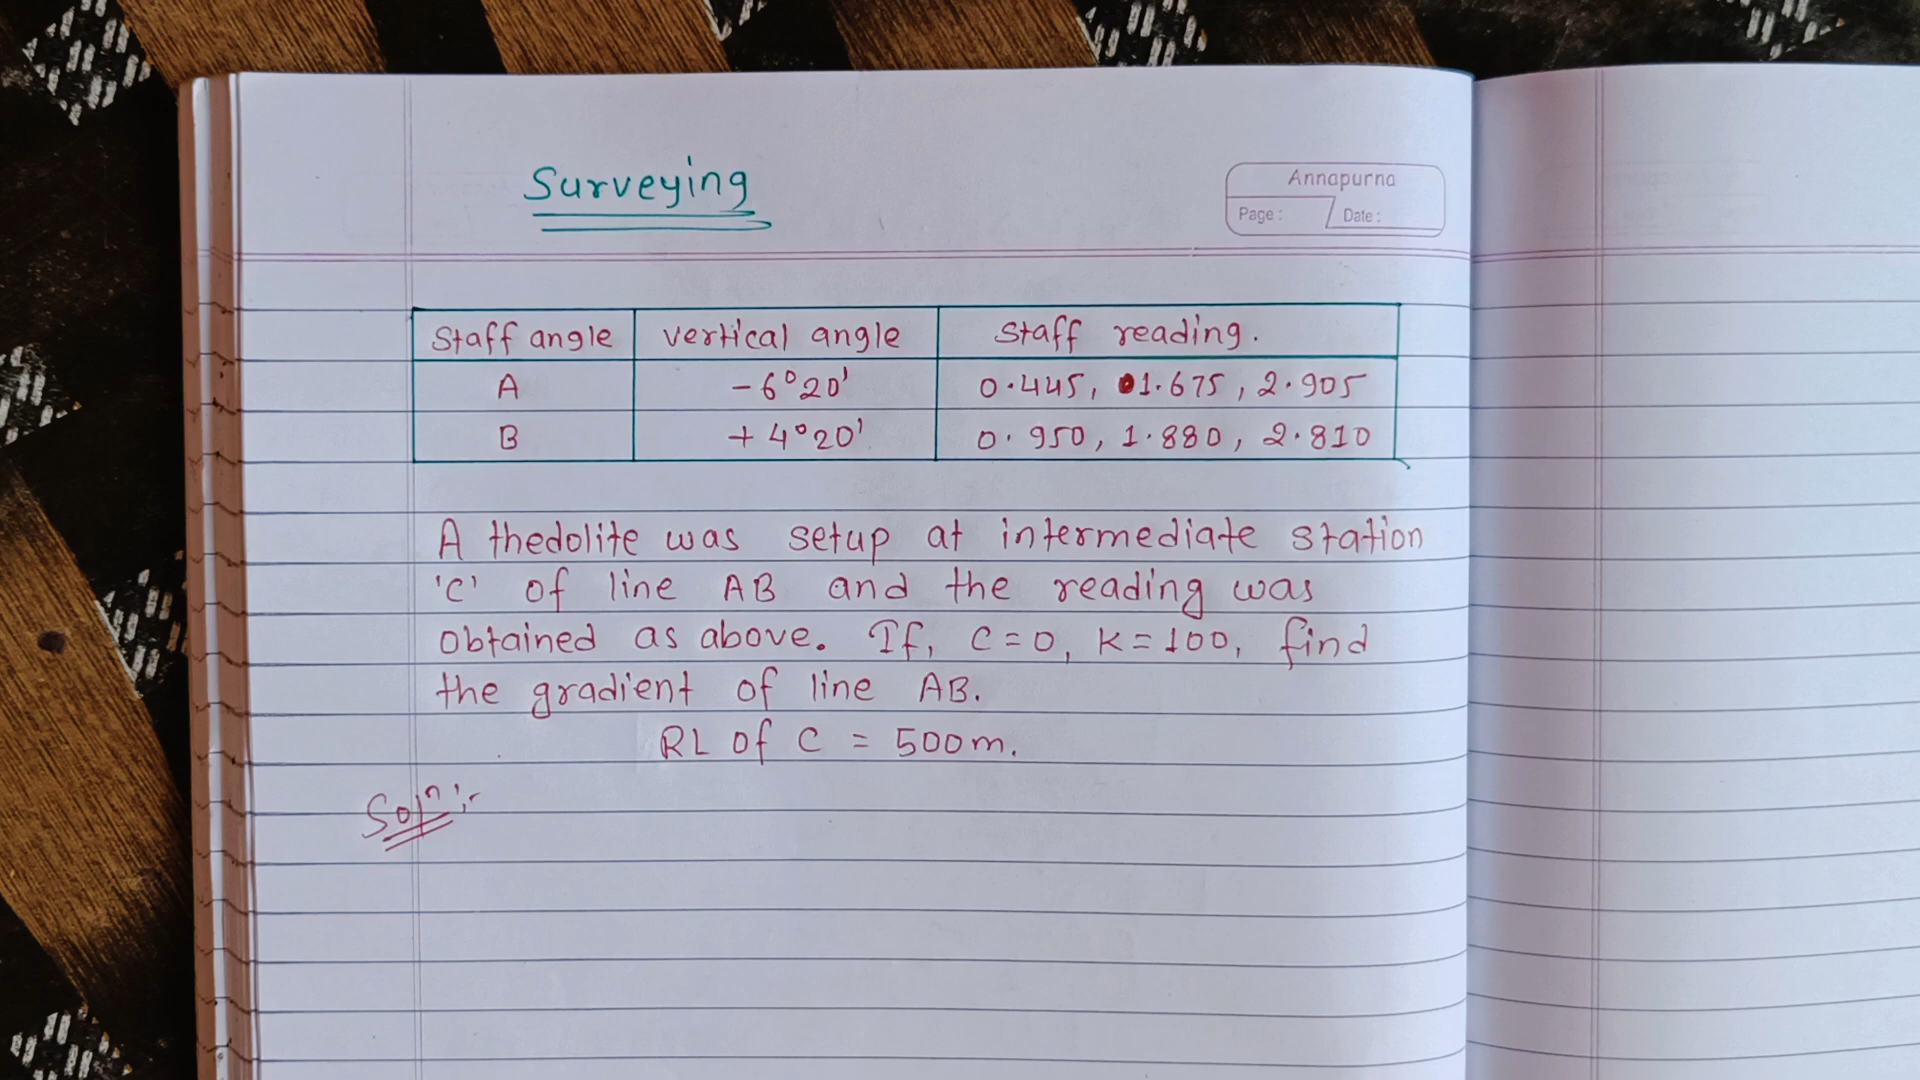 Surveying
Annapurna
Page: Date:
Staff angle vertical angle staff reading.
A -6°20' 0.445, 1.675, 2.905
B +4°20' 0.950, 1.880, 2.810
A thedolite was setup at intermediate station
'C' of line AB and the reading was
obtained as above. If, C=0, K=100, find
the gradient of line AB.
RL of C = 500m.
Solⁿ:-